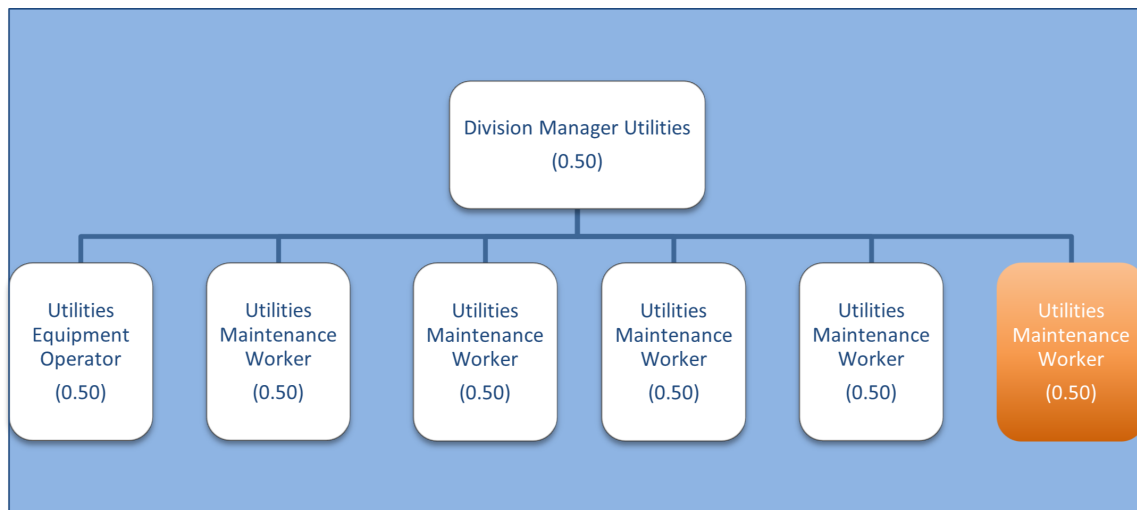 Division Manager Utilities
(0.50)
Utilities
Equipment
Operator
(0.50)
Utilities
Maintenance
Worker
(0.50)
Utilities
Maintenance
Worker
(0.50)
Utilities
Maintenance
Worker
(0.50)
Utilities
Maintenance
Worker
(0.50)
Utilities
Maintenance
Worker
(0.50)